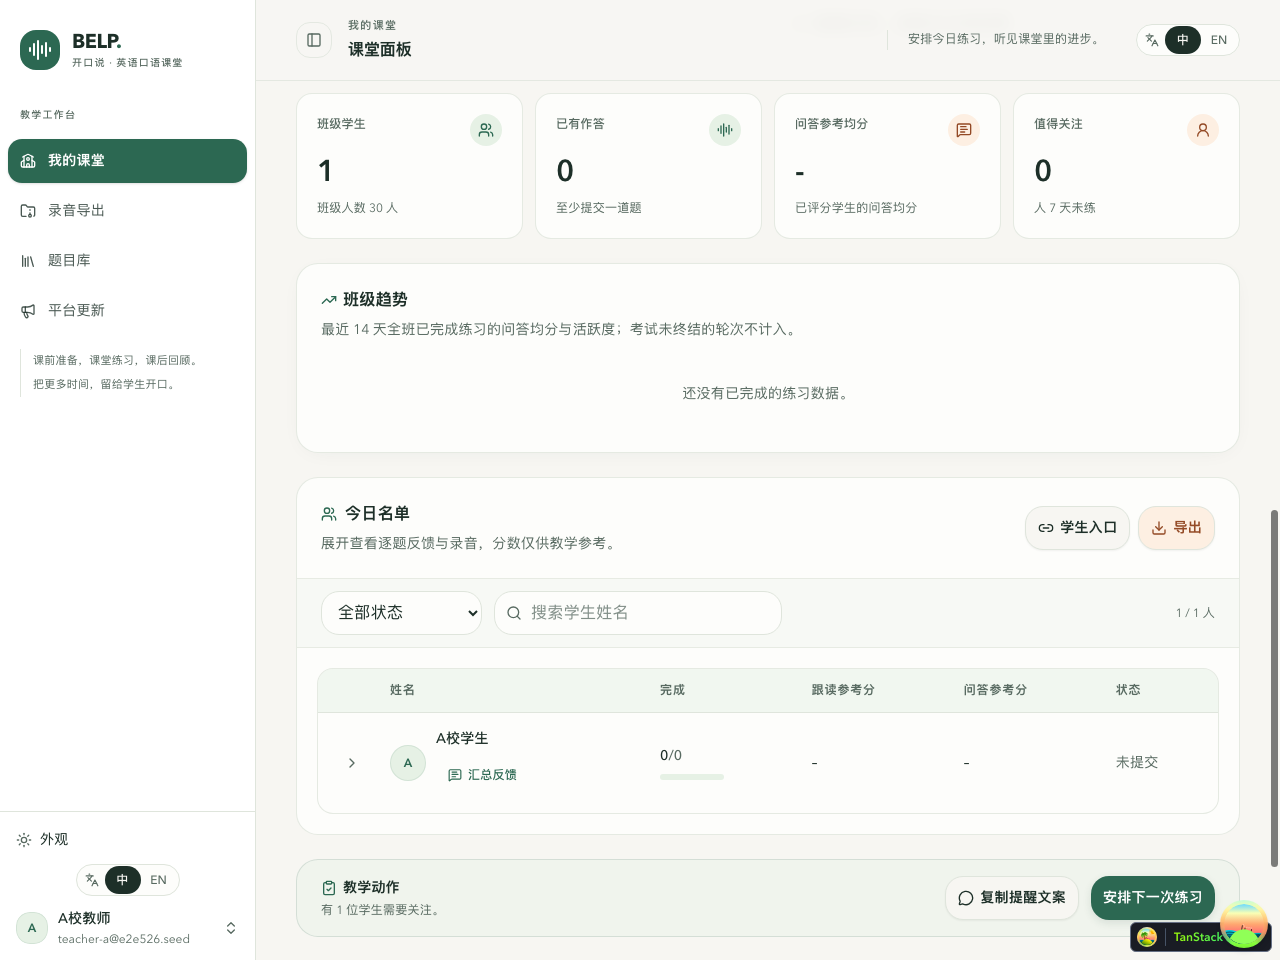 BELP.
开口说 · 英语口语课堂
教学工作台
我的课堂
录音导出
题目库
平台更新
课前准备，课堂练习，课后回顾。
把更多时间，留给学生开口。
外观
中 EN
A
A校教师
teacher-a@e2e526.seed
我的课堂
课堂面板
安排今日练习，听见课堂里的进步。
中 EN
班级学生
1
班级人数 30 人
已有作答
0
至少提交一道题
问答参考均分
-
已评分学生的问答均分
值得关注
0
人 7 天未练
班级趋势
最近 14 天全班已完成练习的问答均分与活跃度；考试未终结的轮次不计入。
还没有已完成的练习数据。
今日名单
展开查看逐题反馈与录音，分数仅供教学参考。
学生入口
导出
全部状态
搜索学生姓名
1 / 1 人
姓名 完成 跟读参考分 问答参考分 状态
A
A校学生
汇总反馈
0/0
-
-
未提交
教学动作
有 1 位学生需要关注。
复制提醒文案
安排下一次练习
TanStack